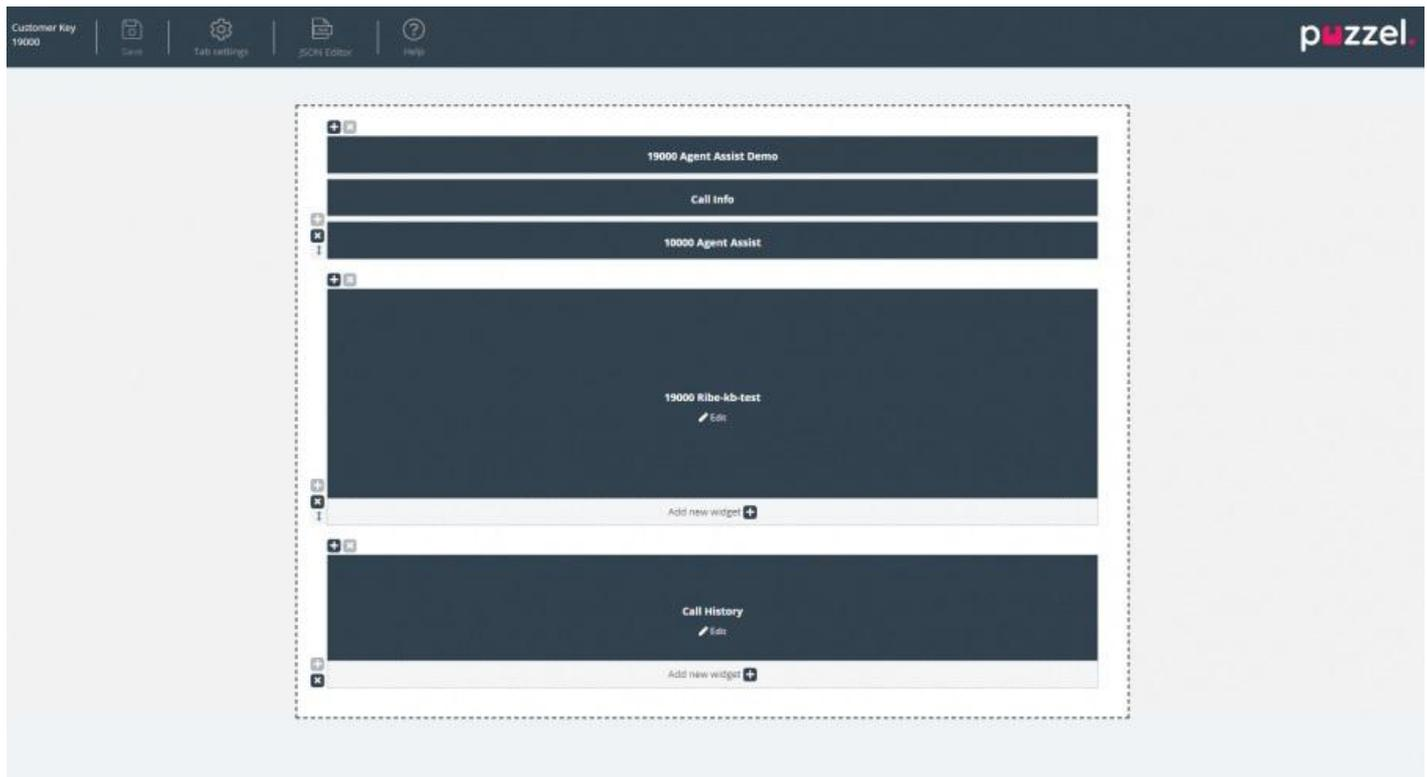 Customer Key
19000
Save
Tab settings
JSON Editor
Help
puzzel.
19000 Agent Assist Demo
Call Info
10000 Agent Assist
19000 Ribe-kb-test
Edit
Add new widget
Call History
Edit
Add new widget